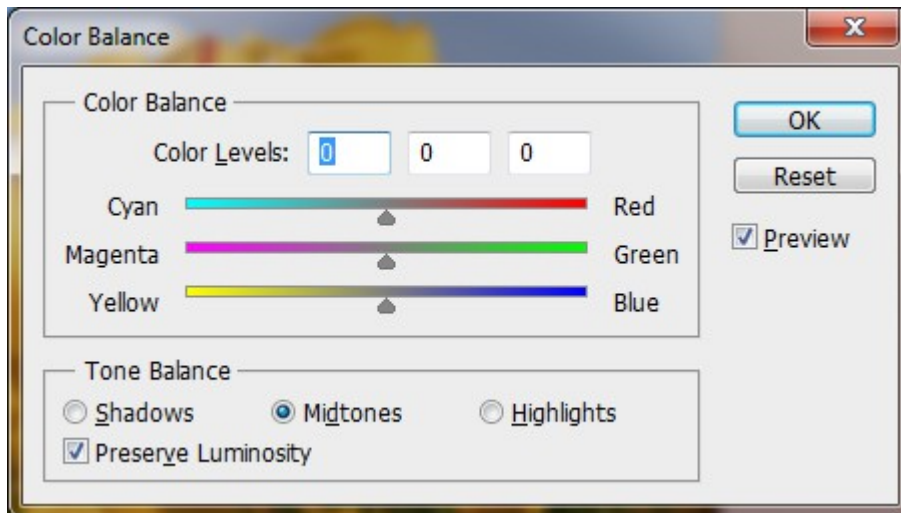 Color Balance
Color Balance
Color Levels: 0 0 0
OK
Reset
Cyan Red
Preview
Magenta Green
Yellow Blue
Tone Balance
Shadows Midtones Highlights
Preserve Luminosity